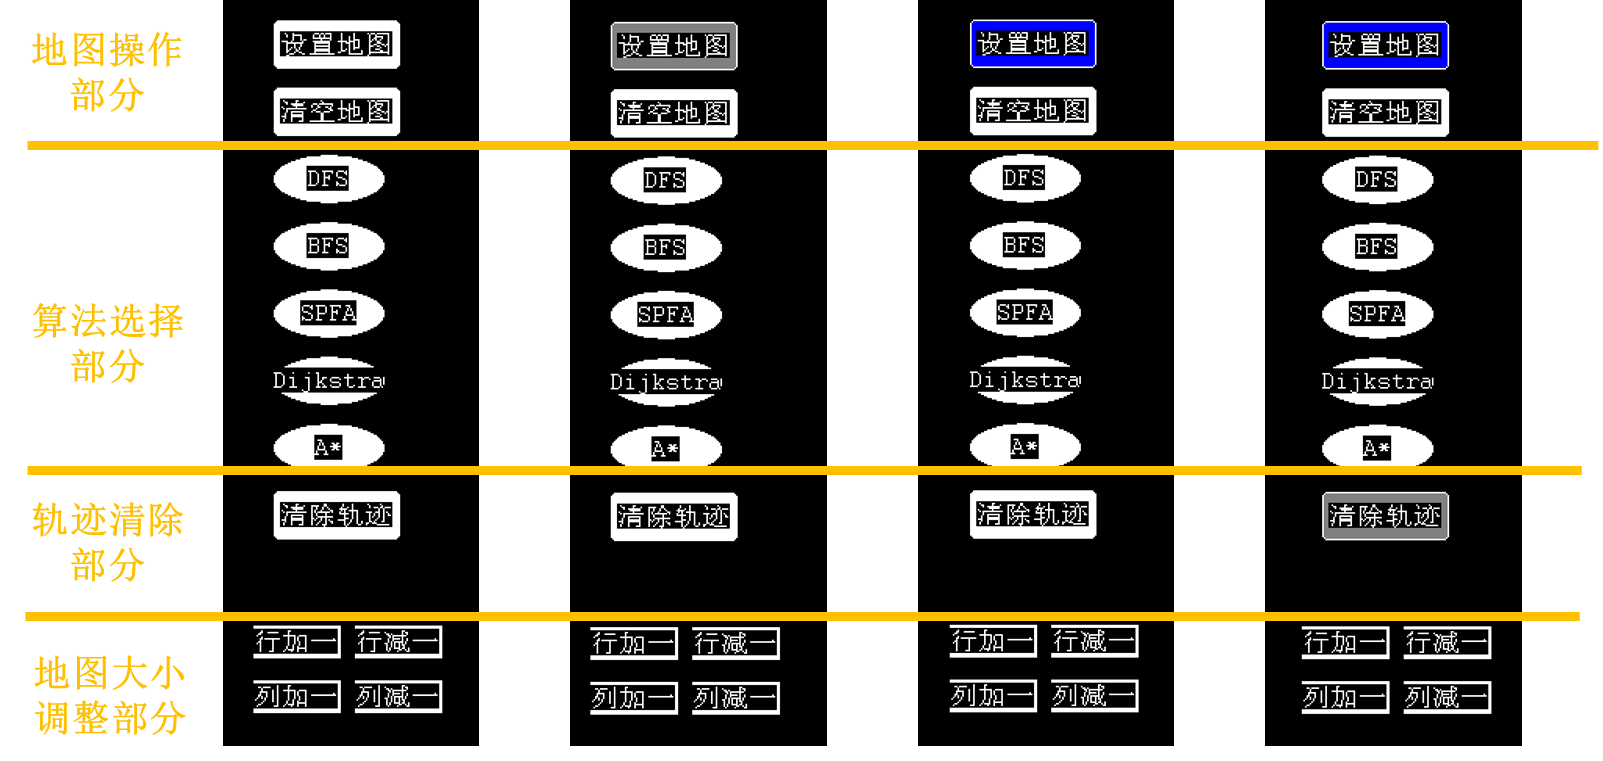 地图操作
部分
设置地图 设置地图 设置地图 设置地图
清空地图 清空地图 清空地图 清空地图
算法选择
部分
DFS DFS DFS DFS
BFS BFS BFS BFS
SPFA SPFA SPFA SPFA
Dijkstra Dijkstra Dijkstra Dijkstra
A* A* A* A*
轨迹清除
部分
清除轨迹 清除轨迹 清除轨迹 清除轨迹
地图大小
调整部分
行加一 行减一 行加一 行减一 行加一 行减一 行加一 行减一
列加一 列减一 列加一 列减一 列加一 列减一 列加一 列减一